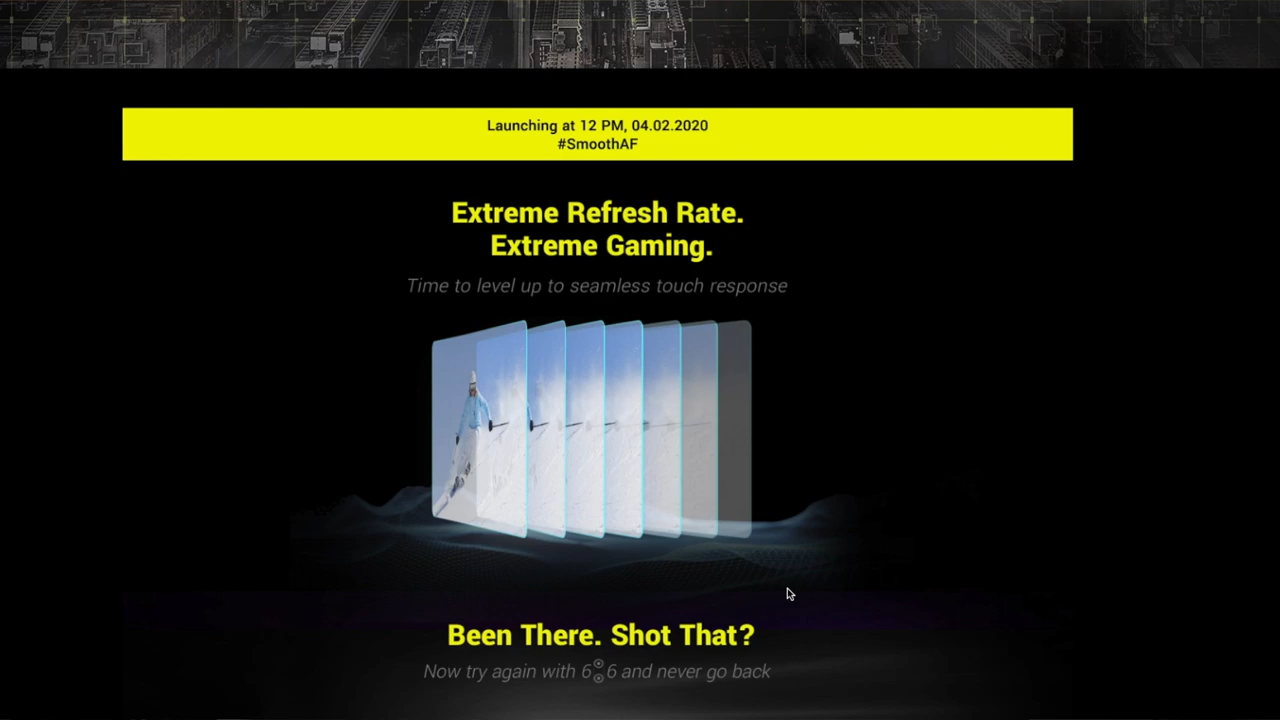 Launching at 12 PM, 04.02.2020
#SmoothAF
Extreme Refresh Rate.
Extreme Gaming.
Time to level up to seamless touch response
Been There. Shot That?
Now try again with 6 6 and never go back